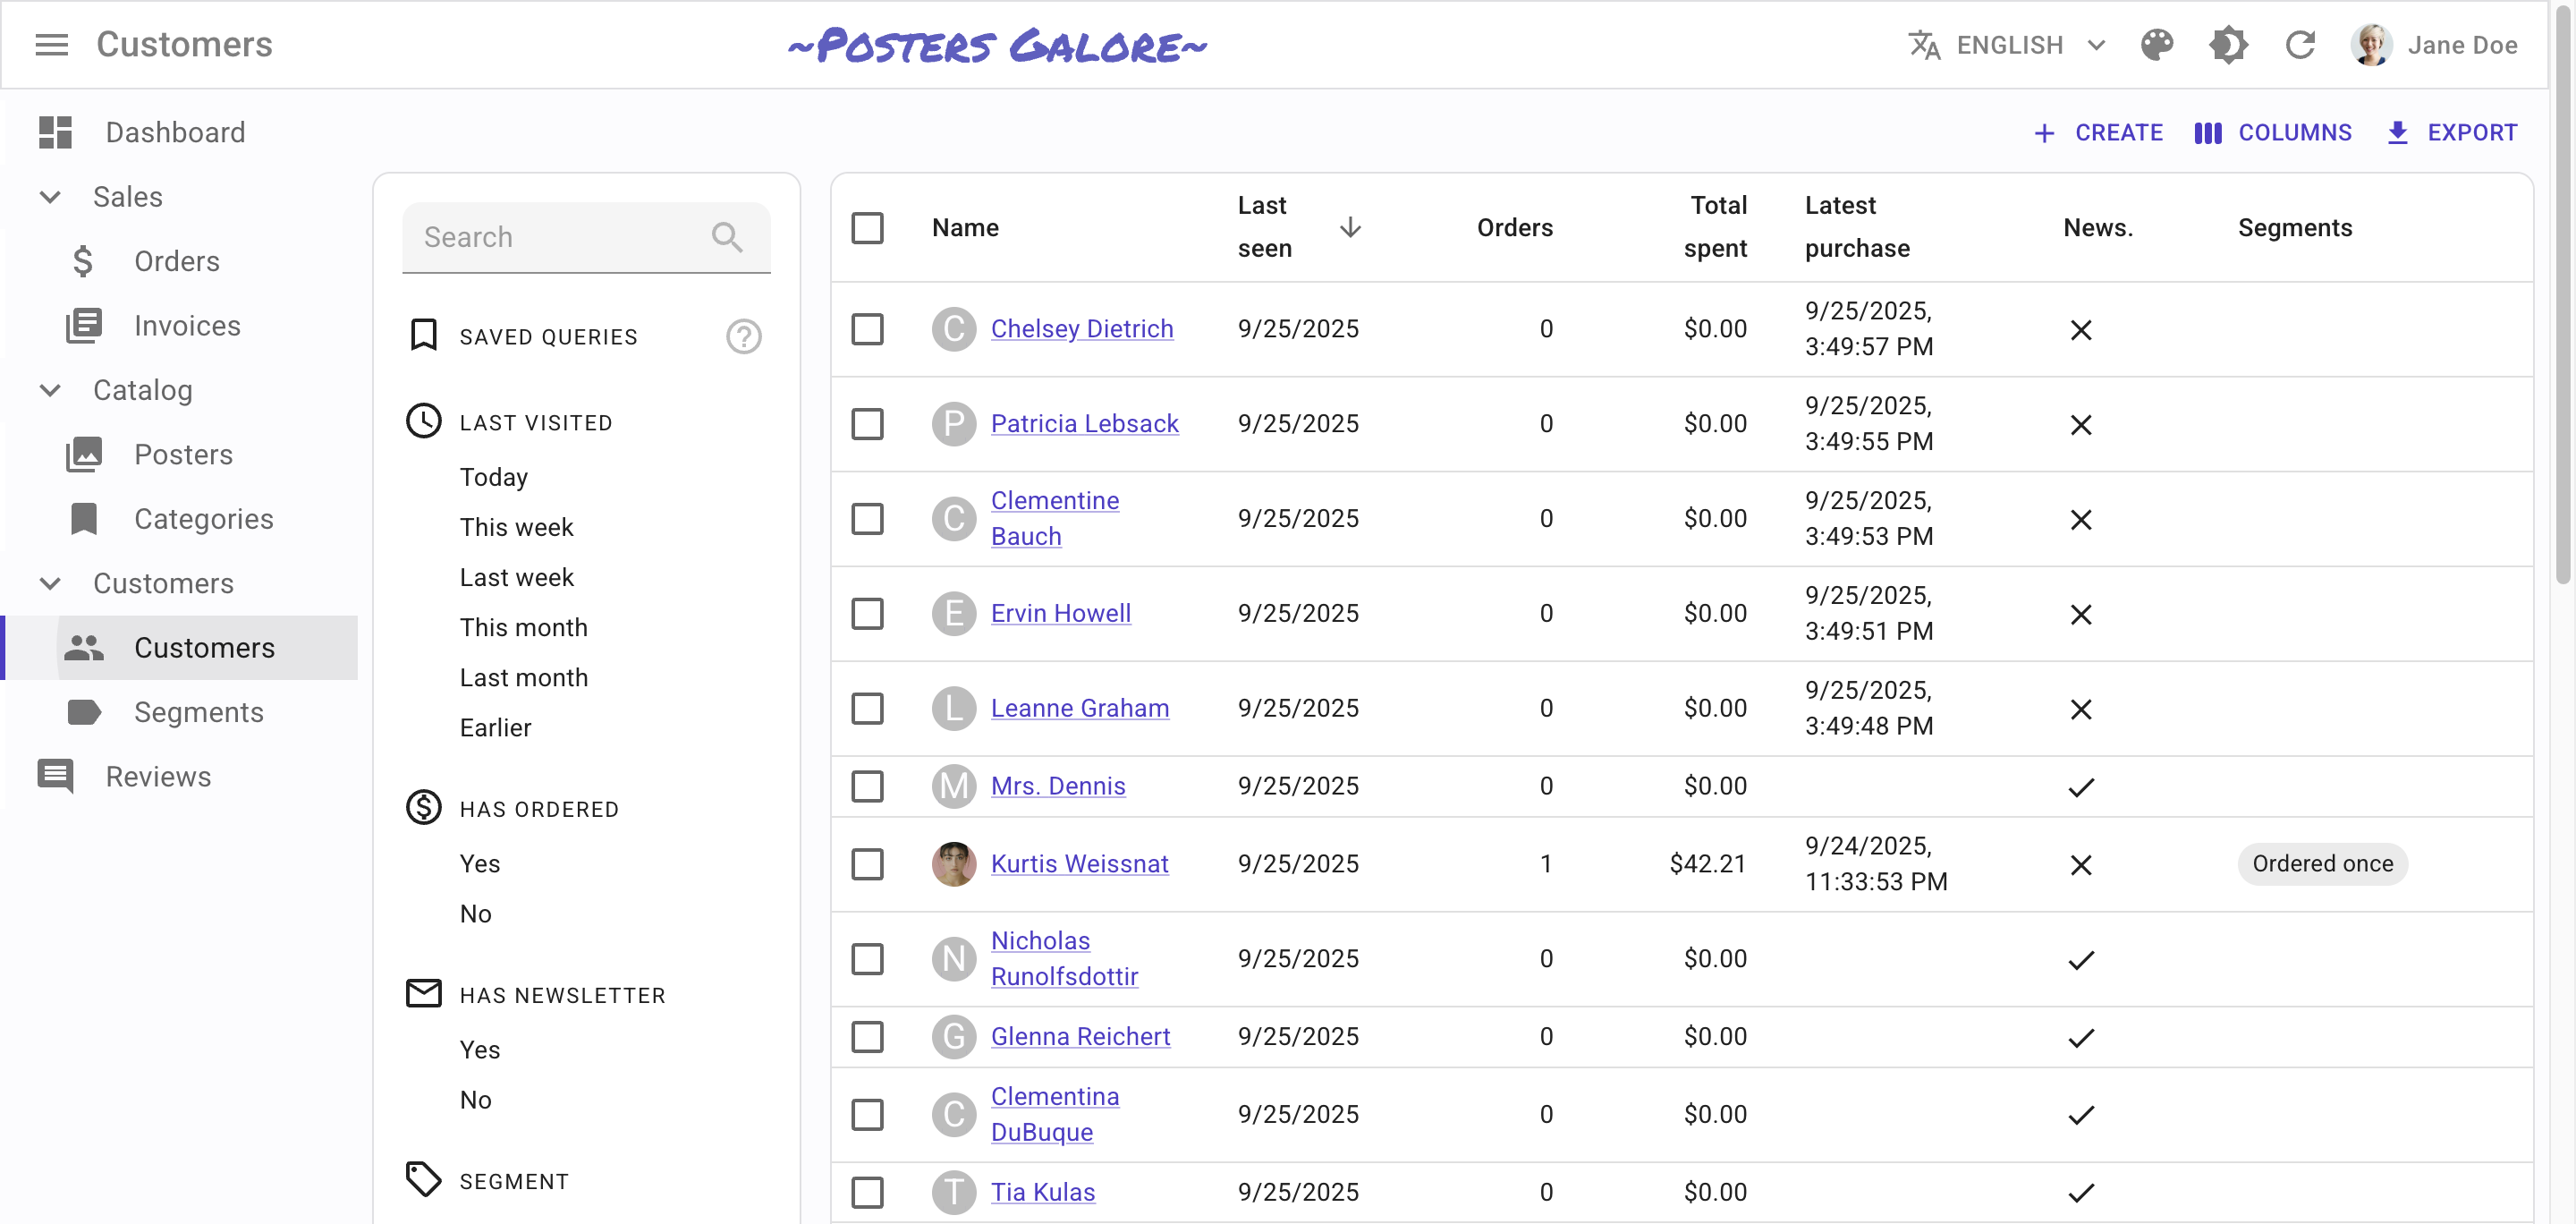 Customers
~Posters Galore~
ENGLISH
Jane Doe
Dashboard
Sales
Orders
Invoices
Catalog
Posters
Categories
Customers
Customers
Segments
Reviews
CREATE
COLUMNS
EXPORT
Search
SAVED QUERIES
?
LAST VISITED
Today
This week
Last week
This month
Last month
Earlier
HAS ORDERED
Yes
No
HAS NEWSLETTER
Yes
No
SEGMENT
Name
Last
seen
Orders
Total
spent
Latest
purchase
News.
Segments
C Chelsey Dietrich 9/25/2025 0 $0.00 9/25/2025,
3:49:57 PM
P Patricia Lebsack 9/25/2025 0 $0.00 9/25/2025,
3:49:55 PM
C Clementine
Bauch 9/25/2025 0 $0.00 9/25/2025,
3:49:53 PM
E Ervin Howell 9/25/2025 0 $0.00 9/25/2025,
3:49:51 PM
L Leanne Graham 9/25/2025 0 $0.00 9/25/2025,
3:49:48 PM
M Mrs. Dennis 9/25/2025 0 $0.00
Kurtis Weissnat 9/25/2025 1 $42.21 9/24/2025,
11:33:53 PM
Ordered once
N Nicholas
Runolfsdottir 9/25/2025 0 $0.00
G Glenna Reichert 9/25/2025 0 $0.00
C Clementina
DuBuque 9/25/2025 0 $0.00
T Tia Kulas 9/25/2025 0 $0.00